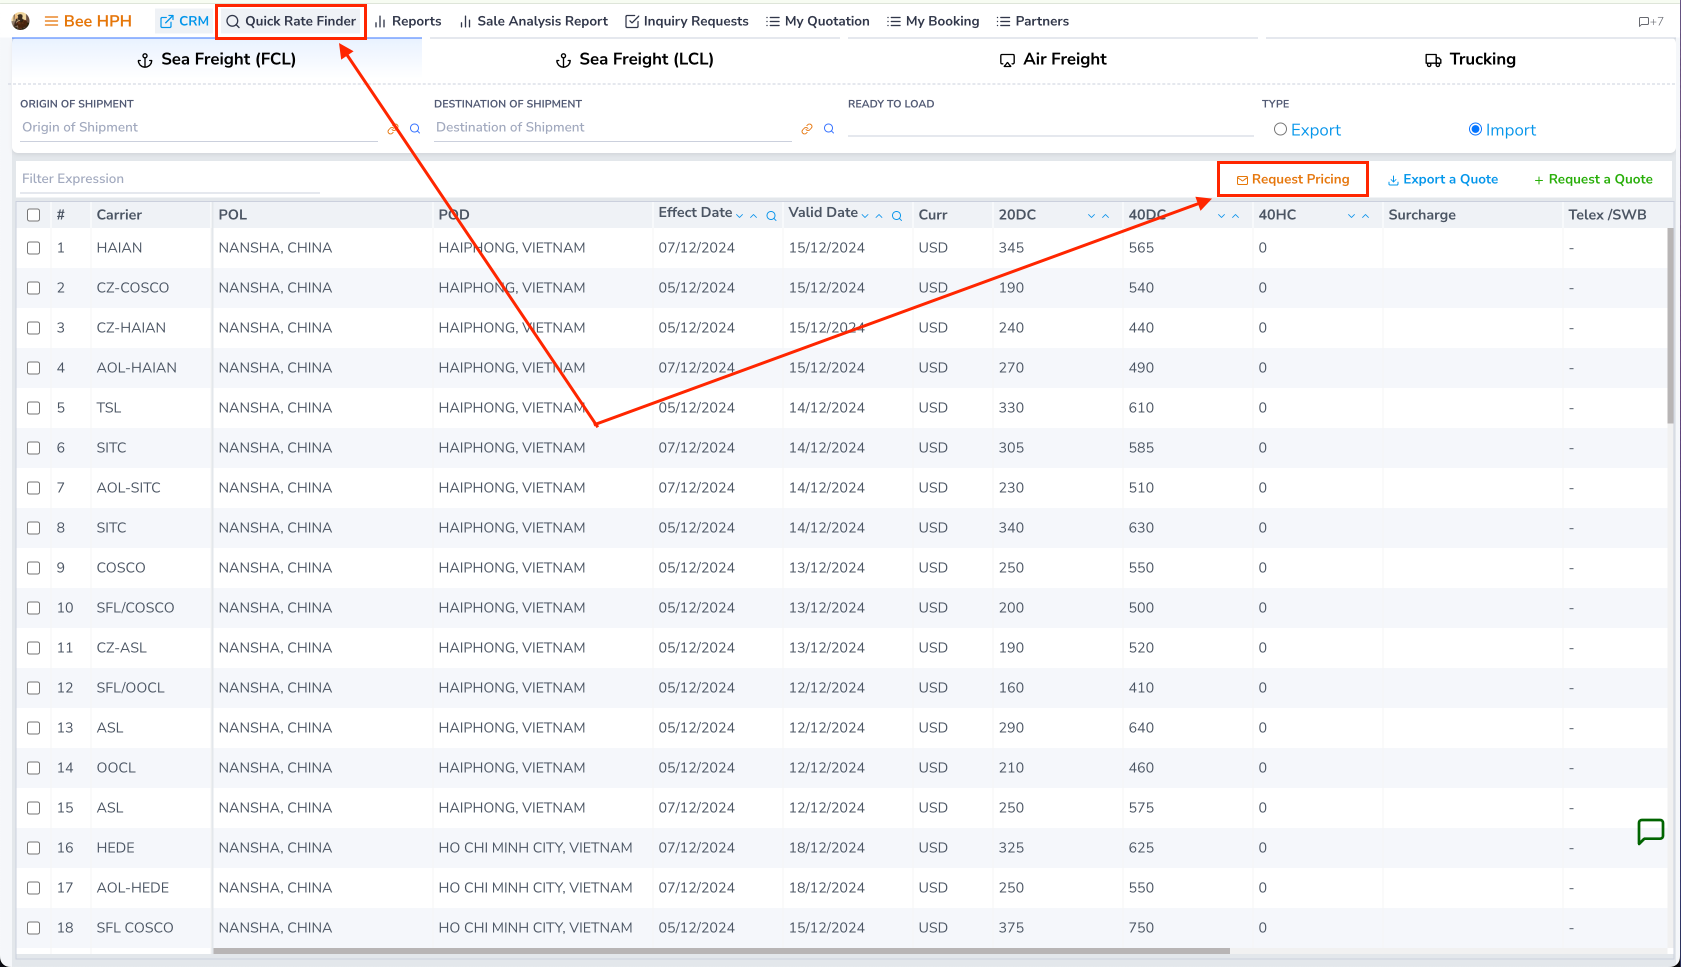 Bee HPH CRM Quick Rate Finder Reports Sale Analysis Report Inquiry Requests My Quotation My Booking Partners +7
Sea Freight (FCL) Sea Freight (LCL) Air Freight Trucking
ORIGIN OF SHIPMENT DESTINATION OF SHIPMENT READY TO LOAD TYPE
Origin of Shipment Destination of Shipment Export Import
Filter Expression Request Pricing Export a Quote + Request a Quote
# Carrier POL POD Effect Date Valid Date Curr 20DC 40DC 40HC Surcharge Telex /SWB
1 HAIAN NANSHA, CHINA HAIPHONG, VIETNAM 07/12/2024 15/12/2024 USD 345 565 0 -
2 CZ-COSCO NANSHA, CHINA HAIPHONG, VIETNAM 05/12/2024 15/12/2024 USD 190 540 0 -
3 CZ-HAIAN NANSHA, CHINA HAIPHONG, VIETNAM 05/12/2024 15/12/2024 USD 240 440 0 -
4 AOL-HAIAN NANSHA, CHINA HAIPHONG, VIETNAM 07/12/2024 15/12/2024 USD 270 490 0 -
5 TSL NANSHA, CHINA HAIPHONG, VIETNAM 05/12/2024 14/12/2024 USD 330 610 0 -
6 SITC NANSHA, CHINA HAIPHONG, VIETNAM 07/12/2024 14/12/2024 USD 305 585 0 -
7 AOL-SITC NANSHA, CHINA HAIPHONG, VIETNAM 07/12/2024 14/12/2024 USD 230 510 0 -
8 SITC NANSHA, CHINA HAIPHONG, VIETNAM 05/12/2024 14/12/2024 USD 340 630 0 -
9 COSCO NANSHA, CHINA HAIPHONG, VIETNAM 05/12/2024 13/12/2024 USD 250 550 0 -
10 SFL/COSCO NANSHA, CHINA HAIPHONG, VIETNAM 05/12/2024 13/12/2024 USD 200 500 0 -
11 CZ-ASL NANSHA, CHINA HAIPHONG, VIETNAM 05/12/2024 13/12/2024 USD 190 520 0 -
12 SFL/OOCL NANSHA, CHINA HAIPHONG, VIETNAM 05/12/2024 12/12/2024 USD 160 410 0 -
13 ASL NANSHA, CHINA HAIPHONG, VIETNAM 05/12/2024 12/12/2024 USD 290 640 0 -
14 OOCL NANSHA, CHINA HAIPHONG, VIETNAM 05/12/2024 12/12/2024 USD 210 460 0 -
15 ASL NANSHA, CHINA HAIPHONG, VIETNAM 07/12/2024 12/12/2024 USD 250 575 0 -
16 HEDE NANSHA, CHINA HO CHI MINH CITY, VIETNAM 07/12/2024 18/12/2024 USD 325 625 0 -
17 AOL-HEDE NANSHA, CHINA HO CHI MINH CITY, VIETNAM 07/12/2024 18/12/2024 USD 250 550 0 -
18 SFL COSCO NANSHA, CHINA HO CHI MINH CITY, VIETNAM 05/12/2024 15/12/2024 USD 375 750 0 -